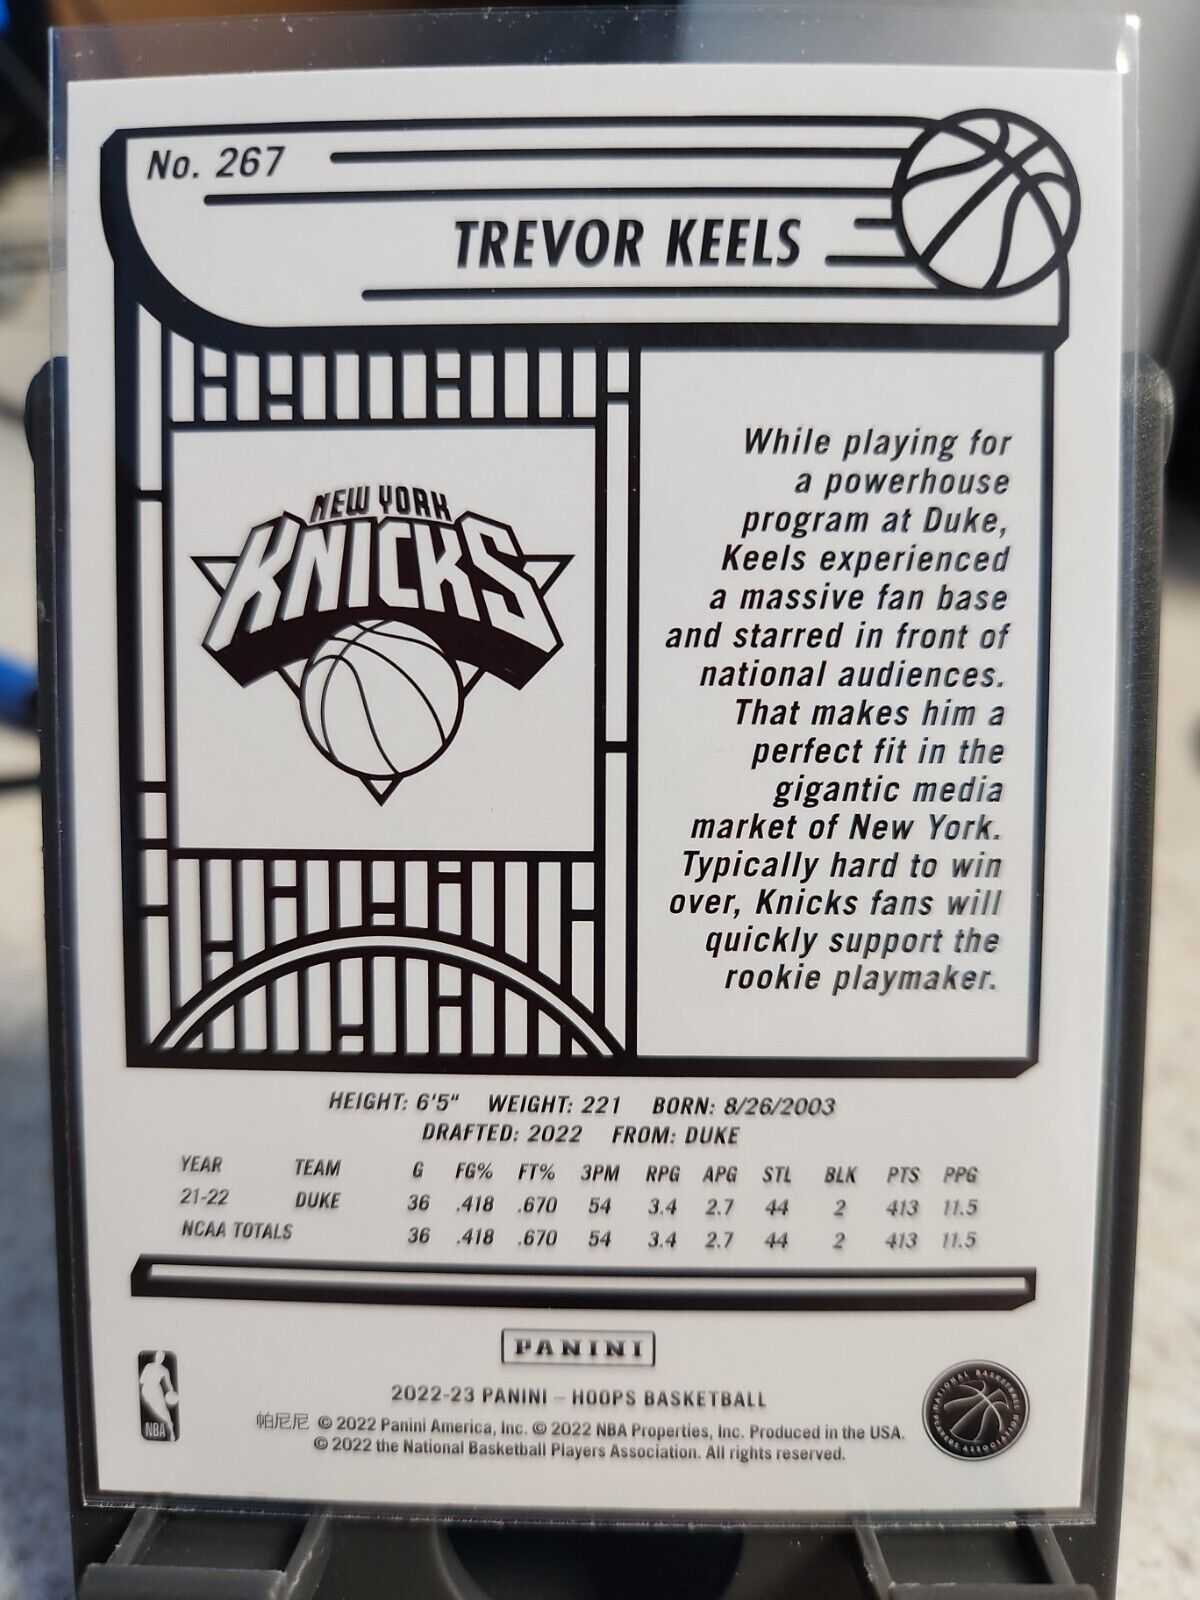 No. 267
TREVOR KEELS
NEW YORK
KNICKS
While playing for
a powerhouse
program at Duke,
Keels experienced
a massive fan base
and starred in front of
national audiences.
That makes him a
perfect fit in the
gigantic media
market of New York.
Typically hard to win
over, Knicks fans will
quickly support the
rookie playmaker.
HEIGHT: 6'5" WEIGHT: 221 BORN: 8/26/2003
DRAFTED: 2022 FROM: DUKE
YEAR TEAM G FG% FT% 3PM RPG APG STL BLK PTS PPG
21-22 DUKE 36 .418 .670 54 3.4 2.7 44 2 413 11.5
NCAA TOTALS 36 .418 .670 54 3.4 2.7 44 2 413 11.5
PANINI
2022-23 PANINI – HOOPS BASKETBALL
帕尼尼 © 2022 Panini America, Inc. © 2022 NBA Properties, Inc. Produced in the USA.
© 2022 the National Basketball Players Association. All rights reserved.
NBA
NATIONAL BASKETBALL
PLAYERS ASSOCIATION